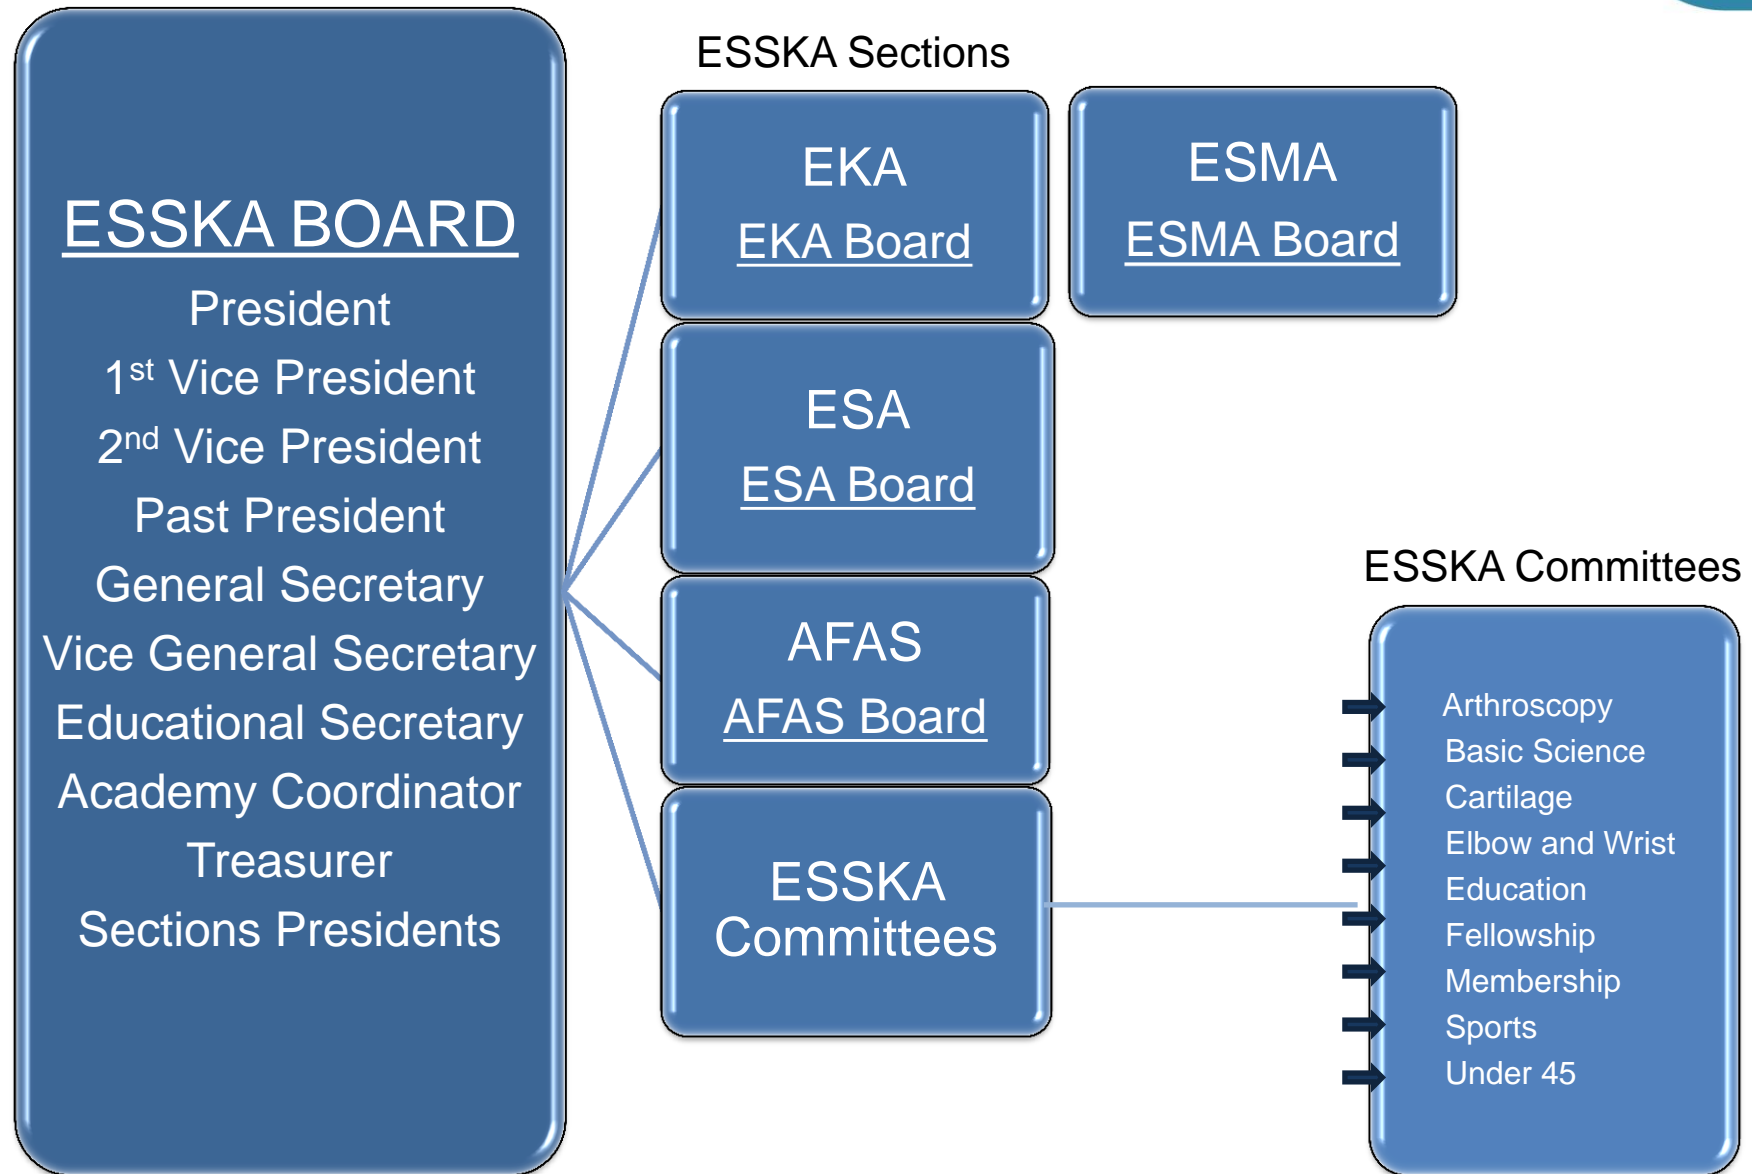 ESSKA BOARD
President
1st Vice President
2nd Vice President
Past President
General Secretary
Vice General Secretary
Educational Secretary
Academy Coordinator
Treasurer
Sections Presidents
ESSKA Sections
EKA
EKA Board
ESMA
ESMA Board
ESA
ESA Board
AFAS
AFAS Board
ESSKA
Committees
ESSKA Committees
Arthroscopy
Basic Science
Cartilage
Elbow and Wrist
Education
Fellowship
Membership
Sports
Under 45